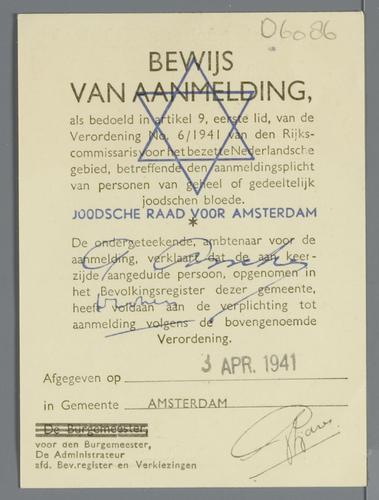 D6086
BEWIJS
VAN AANMELDING,
als bedoeld in artikel 9, eerste lid, van de
Verordening No. 6/1941 van den Rijks-
commissaris voor het bezette Nederlandsche
gebied, betreffende den aanmeldingsplicht
van personen van geheel of gedeeltelijk
joodschen bloede.
JOODSCHE RAAD VOOR AMSTERDAM
*
De ondergeteekende, ambtenaar voor de
aanmelding, verklaart dat de aan keer-
zijde aangeduide persoon, opgenomen in
het Bevolkingsregister dezer gemeente,
heeft voldaan aan de verplichting tot
aanmelding volgens de bovengenoemde
Verordening.
3 APR. 1941
Afgegeven op
in Gemeente AMSTERDAM
De Burgemeester,
voor den Burgemeester,
De Administrateur
afd. Bev.register en Verkiezingen